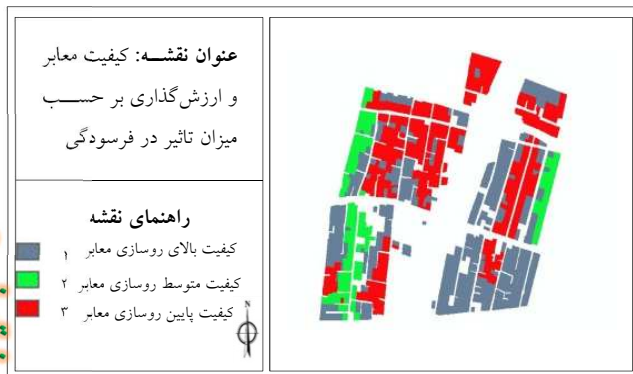 عنوان نقشـــه: کیفیت معابر
و ارزش‌گذاری بر حســـب
میزان تاثیر در فرسودگی
راهنمای نقشه
کیفیت بالای روسازی معابر ۱
کیفیت متوسط روسازی معابر ۲
کیفیت پایین روسازی معابر ۳
N